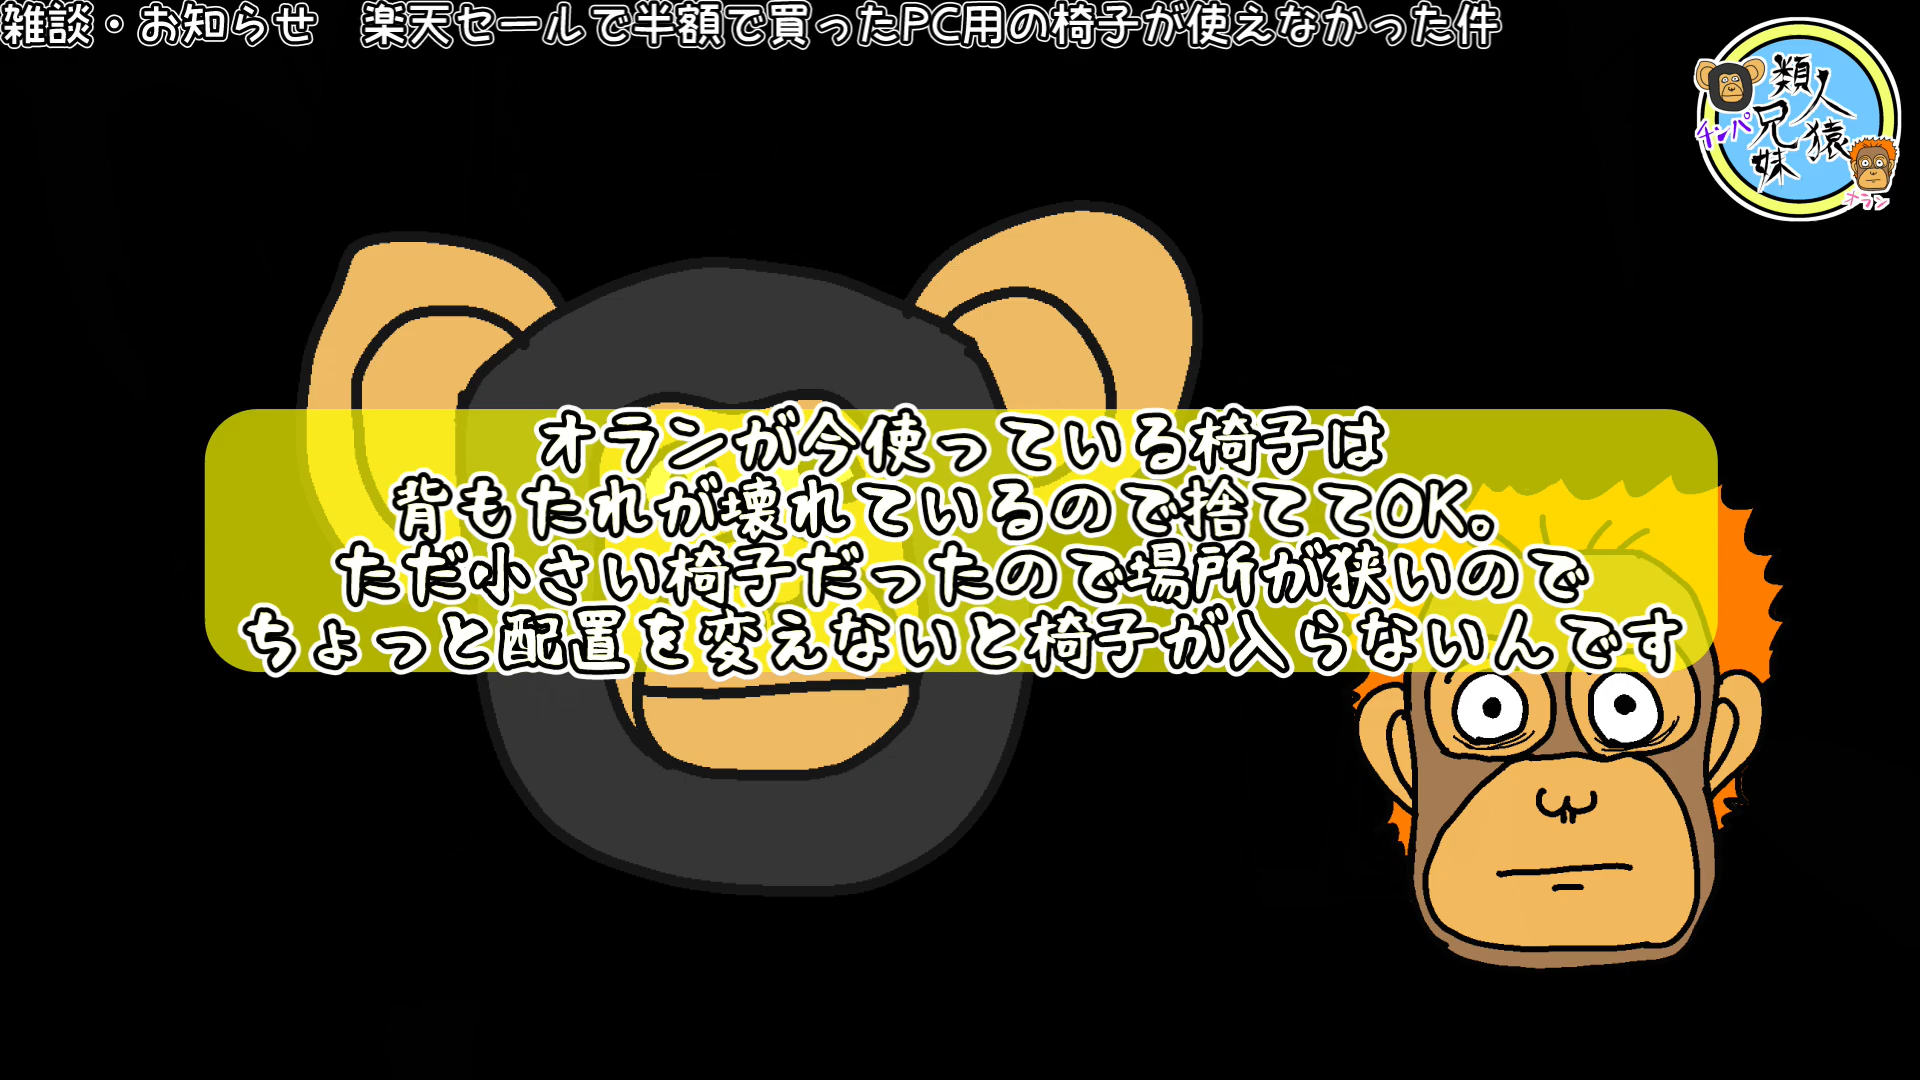 雑談・お知らせ　楽天セールで半額で買ったPC用の椅子が使えなかった件
類人猿兄妹
チンパ
オラン
オランが今使っている椅子は
背もたれが壊れているので捨ててOK。
ただ小さい椅子だったので場所が狭いので
ちょっと配置を変えないと椅子が入らないんです